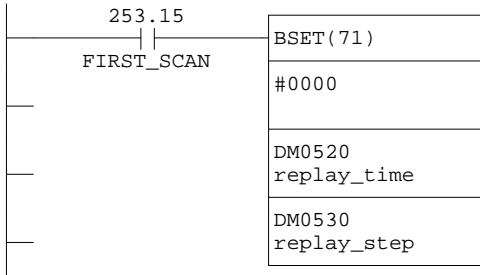 253.15
FIRST_SCAN
BSET(71)
#0000
DM0520
replay_time
DM0530
replay_step